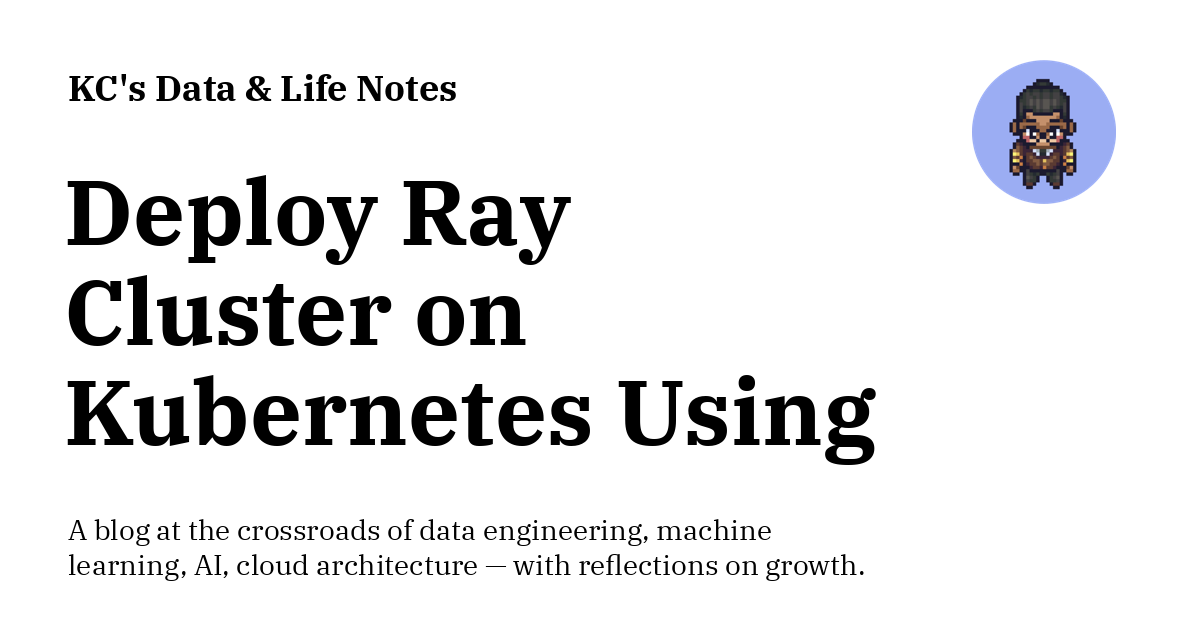 KC's Data & Life Notes
Deploy Ray
Cluster on
Kubernetes Using
A blog at the crossroads of data engineering, machine
learning, AI, cloud architecture — with reflections on growth.